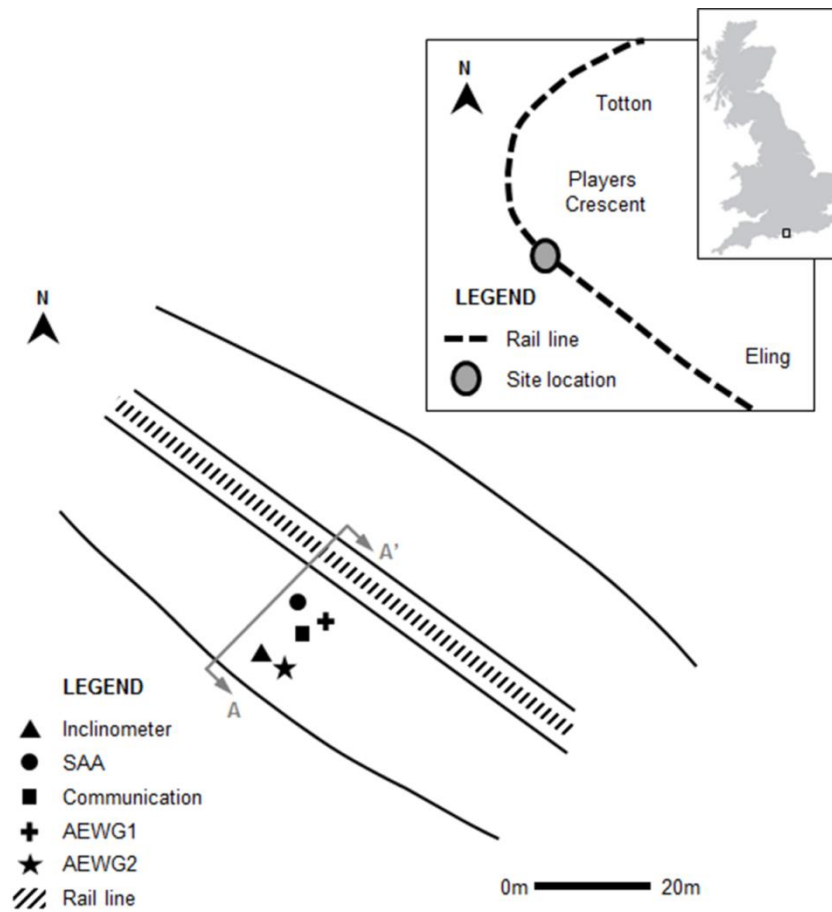 N
Totton
Players
Crescent
LEGEND
Rail line
Site location
Eling
N
A'
A
LEGEND
Inclinometer
SAA
Communication
AEWG1
AEWG2
Rail line
0m 20m